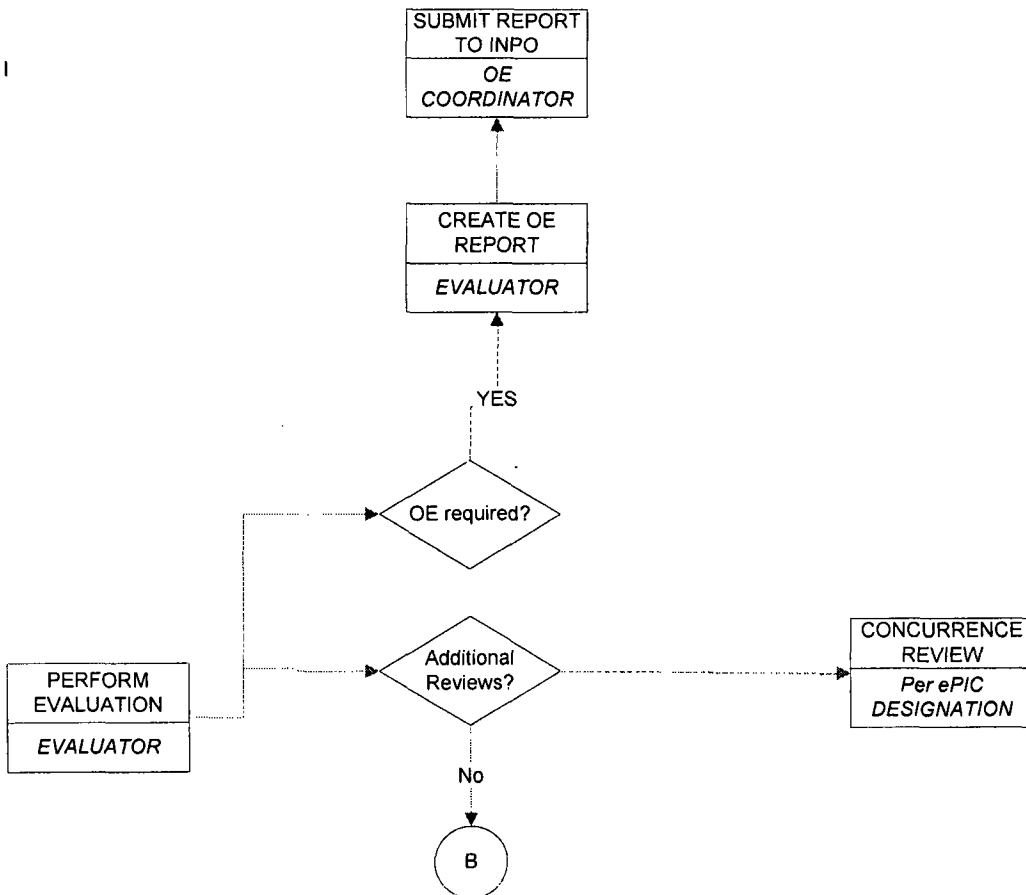 SUBMIT REPORT
TO INPO
OE
COORDINATOR
CREATE OE
REPORT
EVALUATOR
YES
OE required?
Additional
Reviews?
CONCURRENCE
REVIEW
Per ePIC
DESIGNATION
PERFORM
EVALUATION
EVALUATOR
No
B